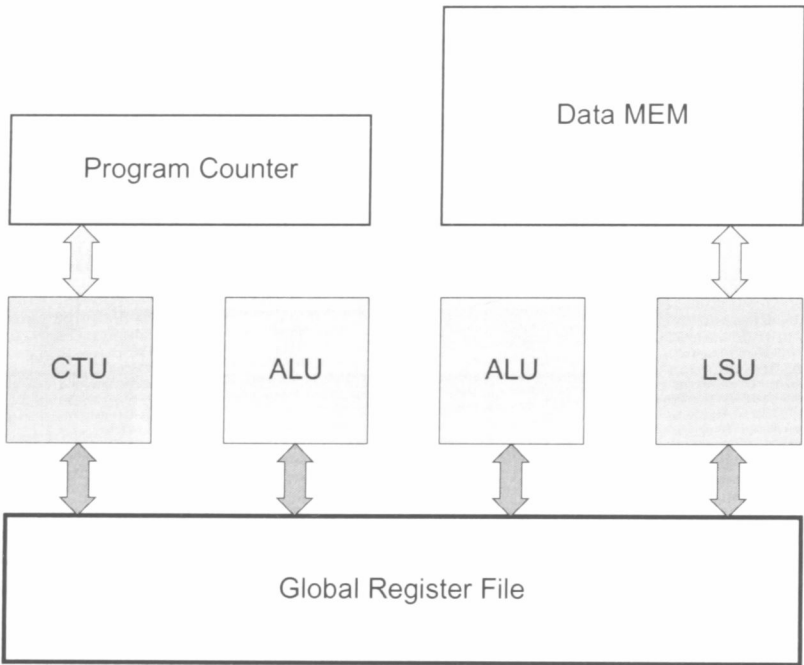 Data MEM
Program Counter
CTU
ALU
ALU
LSU
Global Register File